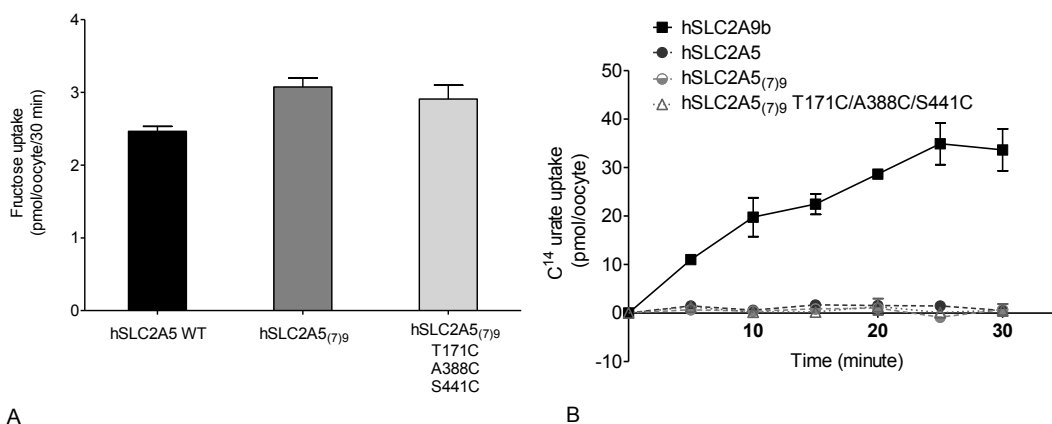 Fructose uptake
(pmol/oocyte/30 min)
4
3
2
1
0
hSLC2A5 WT
hSLC2A5(7)9
hSLC2A5(7)9
T171C
A388C
S441C
A
hSLC2A9b
hSLC2A5
hSLC2A5(7)9
hSLC2A5(7)9 T171C/A388C/S441C
C14 urate uptake
(pmol/oocyte)
50
40
30
20
10
0
-10
10
20
30
Time (minute)
B